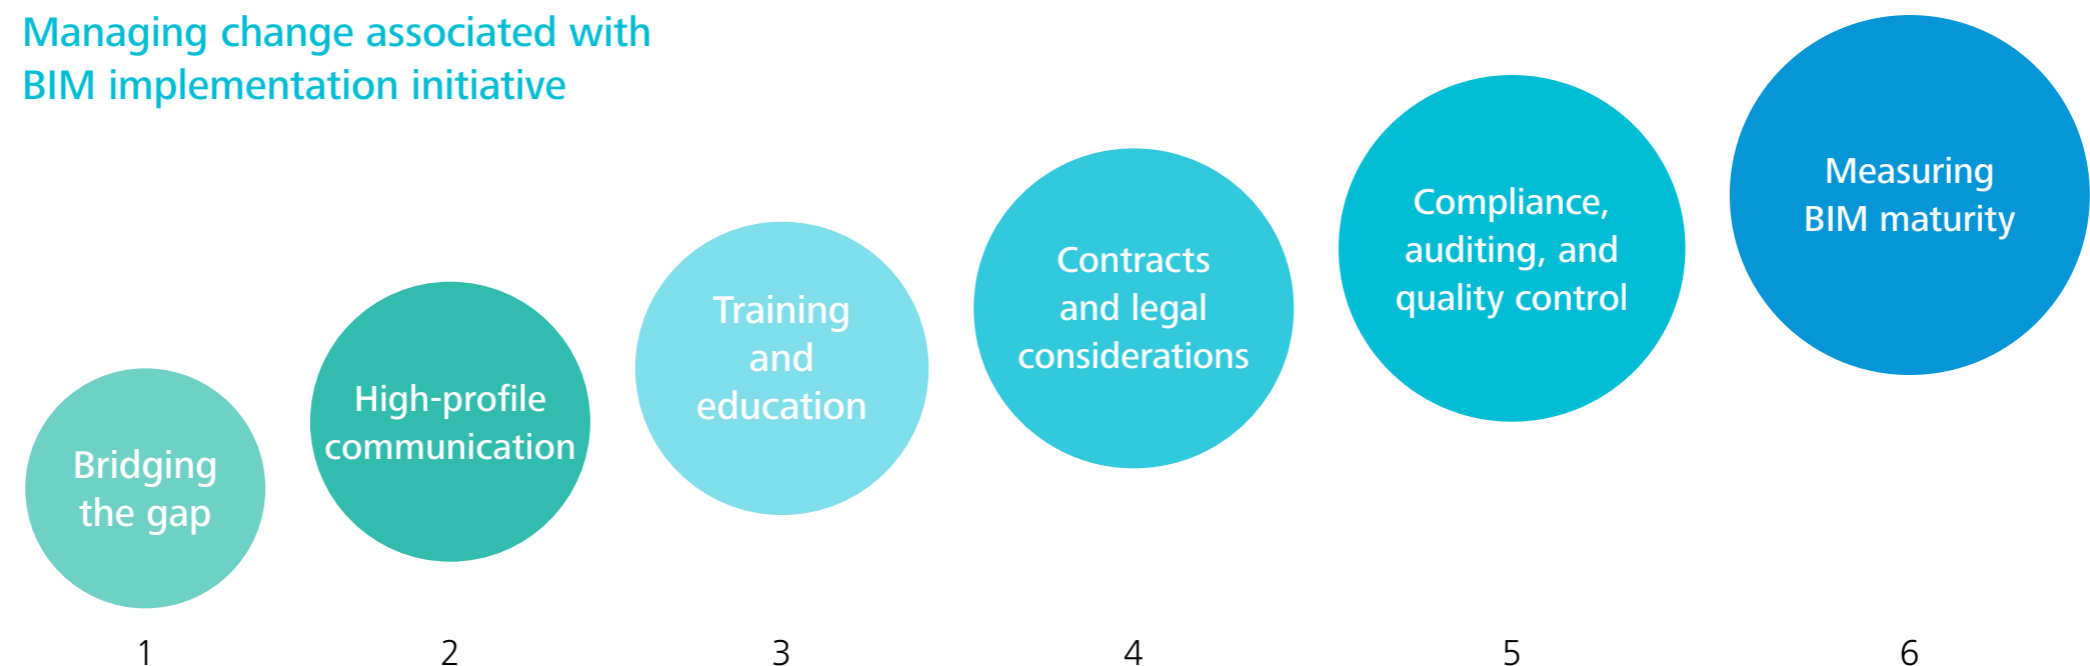 Managing change associated with
BIM implementation initiative
Bridging
the gap
High-profile
communication
Training
and
education
Contracts
and legal
considerations
Compliance,
auditing, and
quality control
Measuring
BIM maturity
1
2
3
4
5
6